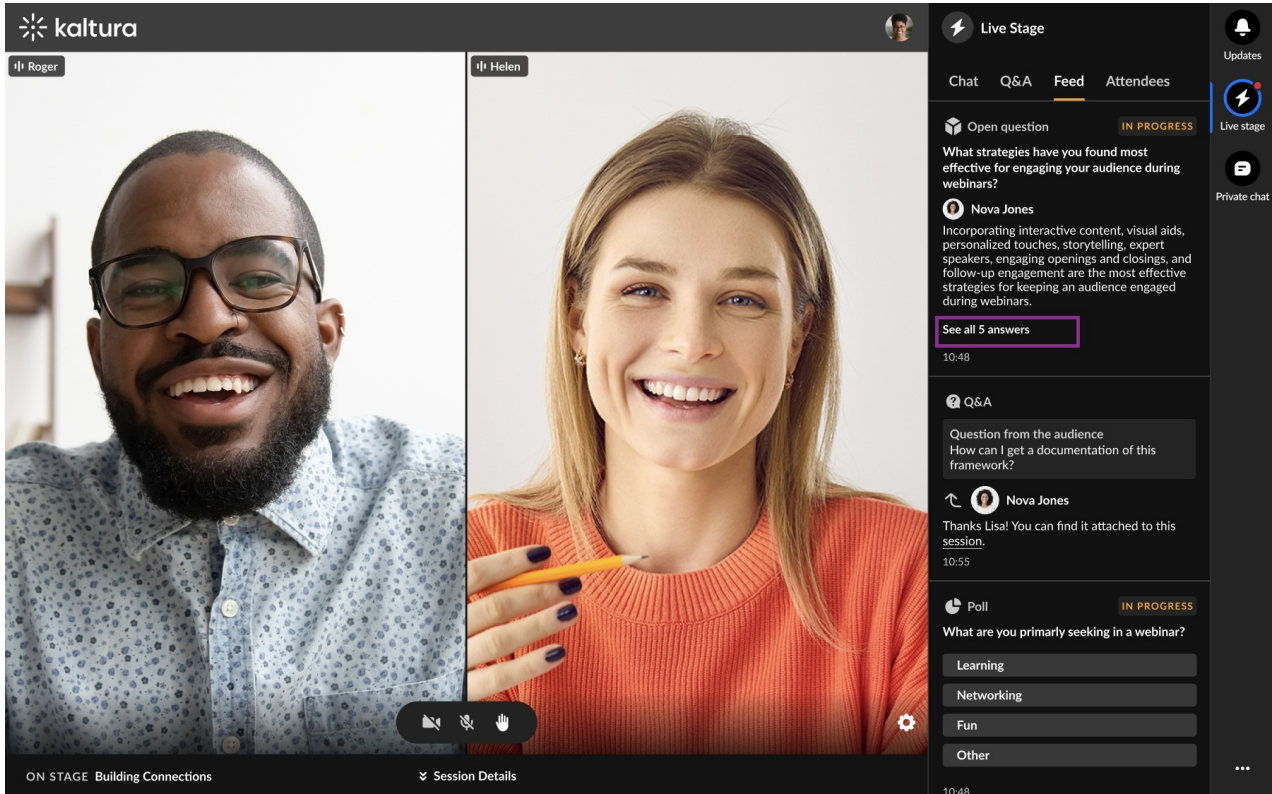 kaltura
Roger
Helen
Live Stage
Chat Q&A Feed Attendees
Open question IN PROGRESS
What strategies have you found most
effective for engaging your audience during
webinars?
Nova Jones
Incorporating interactive content, visual aids,
personalized touches, storytelling, expert
speakers, engaging openings and closings, and
follow-up engagement are the most effective
strategies for keeping an audience engaged
during webinars.
See all 5 answers
10:48
Q&A
Question from the audience
How can I get a documentation of this
framework?
Nova Jones
Thanks Lisa! You can find it attached to this
session.
10:55
Poll IN PROGRESS
What are you primarly seeking in a webinar?
Learning
Networking
Fun
Other
10:48
Updates
Live stage
Private chat
ON STAGE Building Connections
Session Details